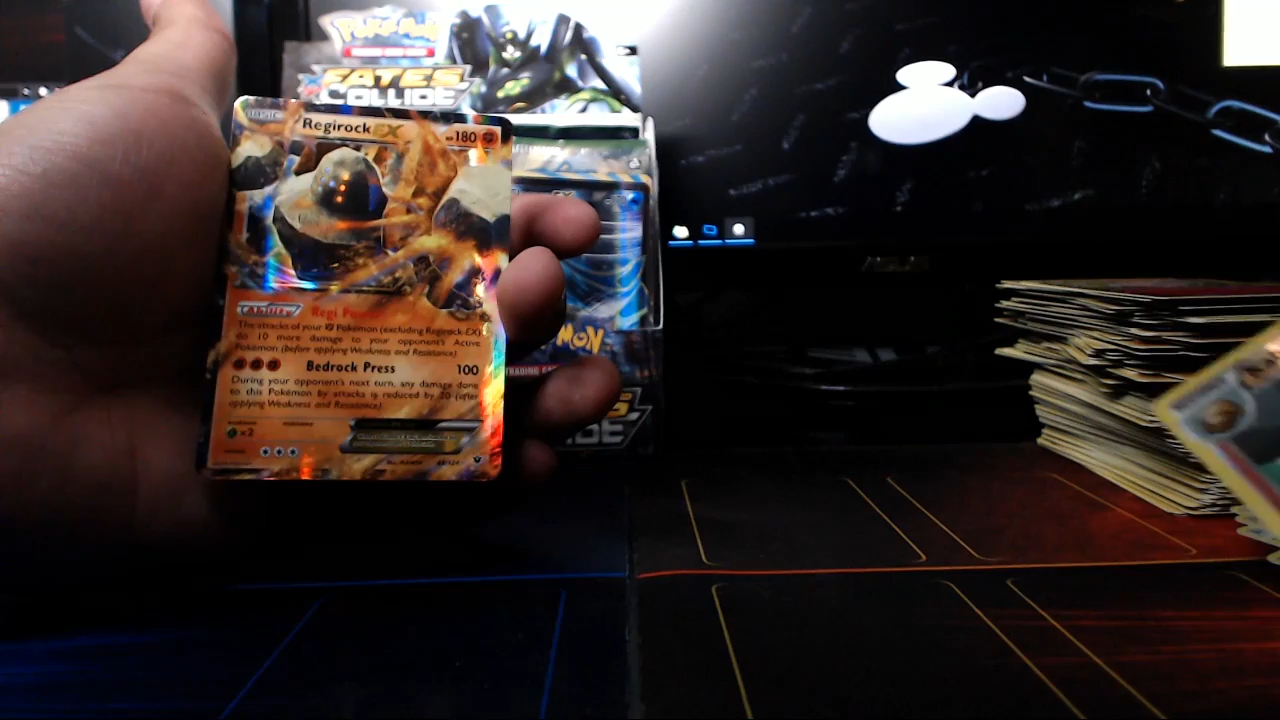 POKéMON
FATES
COLLIDE
BASIC
Regirock EX
HP180
Ability Regi Power
The attacks of your Pokémon (excluding Regirock-EX)
do 10 more damage to your opponent's Active
Pokémon (before applying Weakness and Resistance).
Bedrock Press 100
During your opponent's next turn, any damage done
to this Pokémon by attacks is reduced by 20 (after
applying Weakness and Resistance).
×2
MON
TRADING CA
IDE
ASUS